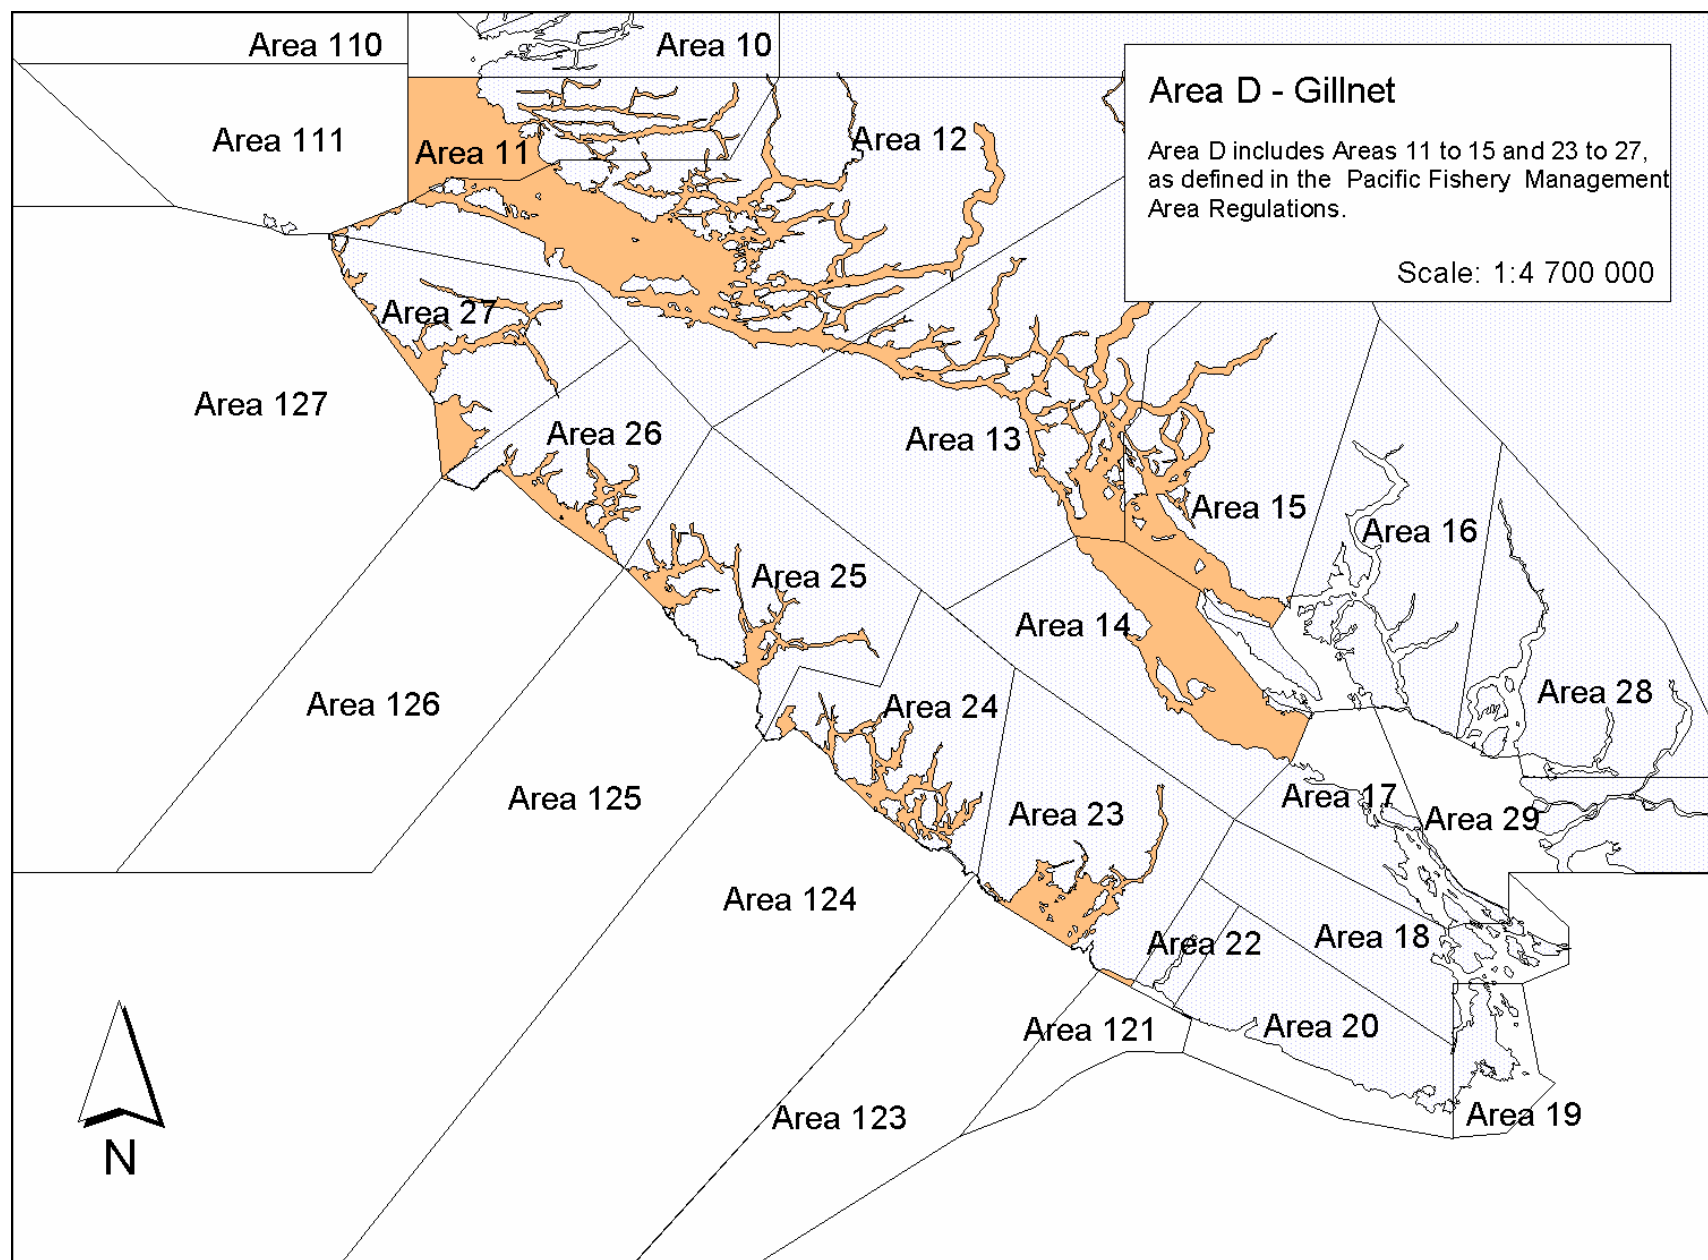 Area 110
Area 10
Area D - Gillnet
Area D includes Areas 11 to 15 and 23 to 27,
as defined in the Pacific Fishery Management
Area Regulations.
Scale: 1:4 700 000
Area 111
Area 11
Area 12
Area 27
Area 127
Area 26
Area 13
Area 15
Area 16
Area 25
Area 14
Area 126
Area 24
Area 28
Area 125
Area 23
Area 17
Area 29
Area 124
Area 22
Area 18
Area 121
Area 20
Area 123
Area 19
N